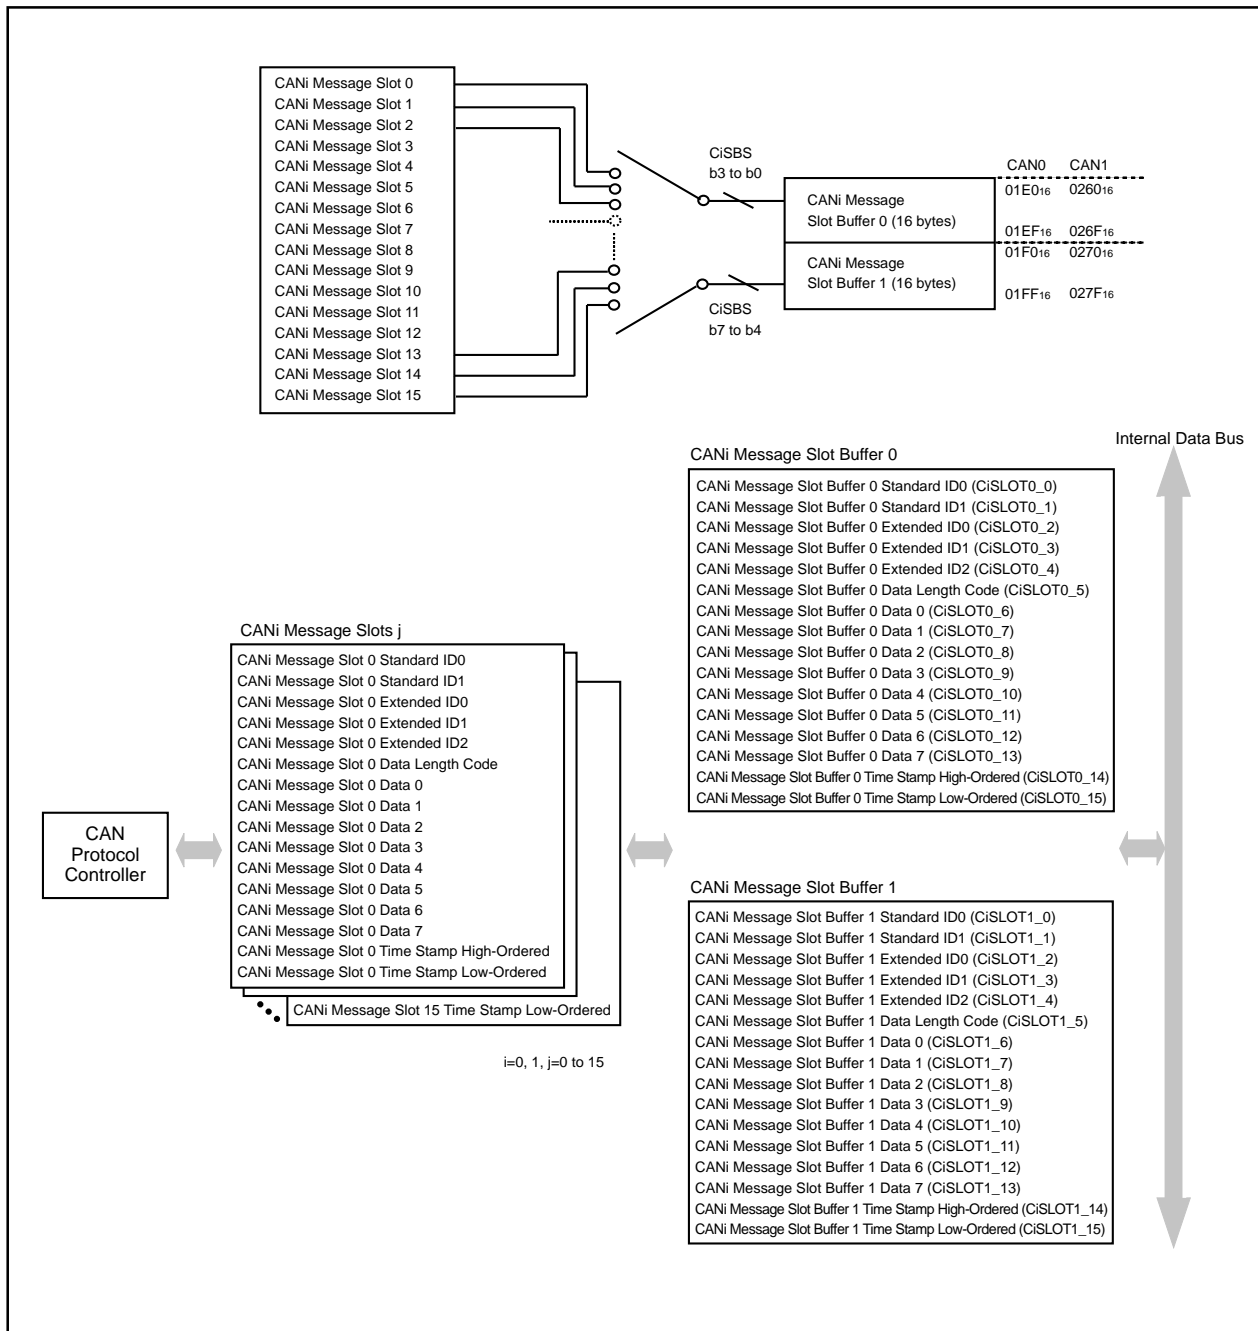 CANi Message Slot 0
CANi Message Slot 1
CANi Message Slot 2
CANi Message Slot 3
CANi Message Slot 4
CANi Message Slot 5
CANi Message Slot 6
CANi Message Slot 7
CANi Message Slot 8
CANi Message Slot 9
CANi Message Slot 10
CANi Message Slot 11
CANi Message Slot 12
CANi Message Slot 13
CANi Message Slot 14
CANi Message Slot 15
CiSBS
b3 to b0
CiSBS
b7 to b4
CANi Message
Slot Buffer 0 (16 bytes)
CANi Message
Slot Buffer 1 (16 bytes)
CAN0 CAN1
01E016 026016
01EF16 026F16
01F016 027016
01FF16 027F16
Internal Data Bus
CANi Message Slot Buffer 0
CANi Message Slot Buffer 0 Standard ID0 (CiSLOT0_0)
CANi Message Slot Buffer 0 Standard ID1 (CiSLOT0_1)
CANi Message Slot Buffer 0 Extended ID0 (CiSLOT0_2)
CANi Message Slot Buffer 0 Extended ID1 (CiSLOT0_3)
CANi Message Slot Buffer 0 Extended ID2 (CiSLOT0_4)
CANi Message Slot Buffer 0 Data Length Code (CiSLOT0_5)
CANi Message Slot Buffer 0 Data 0 (CiSLOT0_6)
CANi Message Slot Buffer 0 Data 1 (CiSLOT0_7)
CANi Message Slot Buffer 0 Data 2 (CiSLOT0_8)
CANi Message Slot Buffer 0 Data 3 (CiSLOT0_9)
CANi Message Slot Buffer 0 Data 4 (CiSLOT0_10)
CANi Message Slot Buffer 0 Data 5 (CiSLOT0_11)
CANi Message Slot Buffer 0 Data 6 (CiSLOT0_12)
CANi Message Slot Buffer 0 Data 7 (CiSLOT0_13)
CANi Message Slot Buffer 0 Time Stamp High-Ordered (CiSLOT0_14)
CANi Message Slot Buffer 0 Time Stamp Low-Ordered (CiSLOT0_15)
CANi Message Slots j
CANi Message Slot 0 Standard ID0
CANi Message Slot 0 Standard ID1
CANi Message Slot 0 Extended ID0
CANi Message Slot 0 Extended ID1
CANi Message Slot 0 Extended ID2
CANi Message Slot 0 Data Length Code
CANi Message Slot 0 Data 0
CANi Message Slot 0 Data 1
CANi Message Slot 0 Data 2
CANi Message Slot 0 Data 3
CANi Message Slot 0 Data 4
CANi Message Slot 0 Data 5
CANi Message Slot 0 Data 6
CANi Message Slot 0 Data 7
CANi Message Slot 0 Time Stamp High-Ordered
CANi Message Slot 0 Time Stamp Low-Ordered
CANi Message Slot 15 Time Stamp Low-Ordered
CAN
Protocol
Controller
i=0, 1, j=0 to 15
CANi Message Slot Buffer 1
CANi Message Slot Buffer 1 Standard ID0 (CiSLOT1_0)
CANi Message Slot Buffer 1 Standard ID1 (CiSLOT1_1)
CANi Message Slot Buffer 1 Extended ID0 (CiSLOT1_2)
CANi Message Slot Buffer 1 Extended ID1 (CiSLOT1_3)
CANi Message Slot Buffer 1 Extended ID2 (CiSLOT1_4)
CANi Message Slot Buffer 1 Data Length Code (CiSLOT1_5)
CANi Message Slot Buffer 1 Data 0 (CiSLOT1_6)
CANi Message Slot Buffer 1 Data 1 (CiSLOT1_7)
CANi Message Slot Buffer 1 Data 2 (CiSLOT1_8)
CANi Message Slot Buffer 1 Data 3 (CiSLOT1_9)
CANi Message Slot Buffer 1 Data 4 (CiSLOT1_10)
CANi Message Slot Buffer 1 Data 5 (CiSLOT1_11)
CANi Message Slot Buffer 1 Data 6 (CiSLOT1_12)
CANi Message Slot Buffer 1 Data 7 (CiSLOT1_13)
CANi Message Slot Buffer 1 Time Stamp High-Ordered (CiSLOT1_14)
CANi Message Slot Buffer 1 Time Stamp Low-Ordered (CiSLOT1_15)